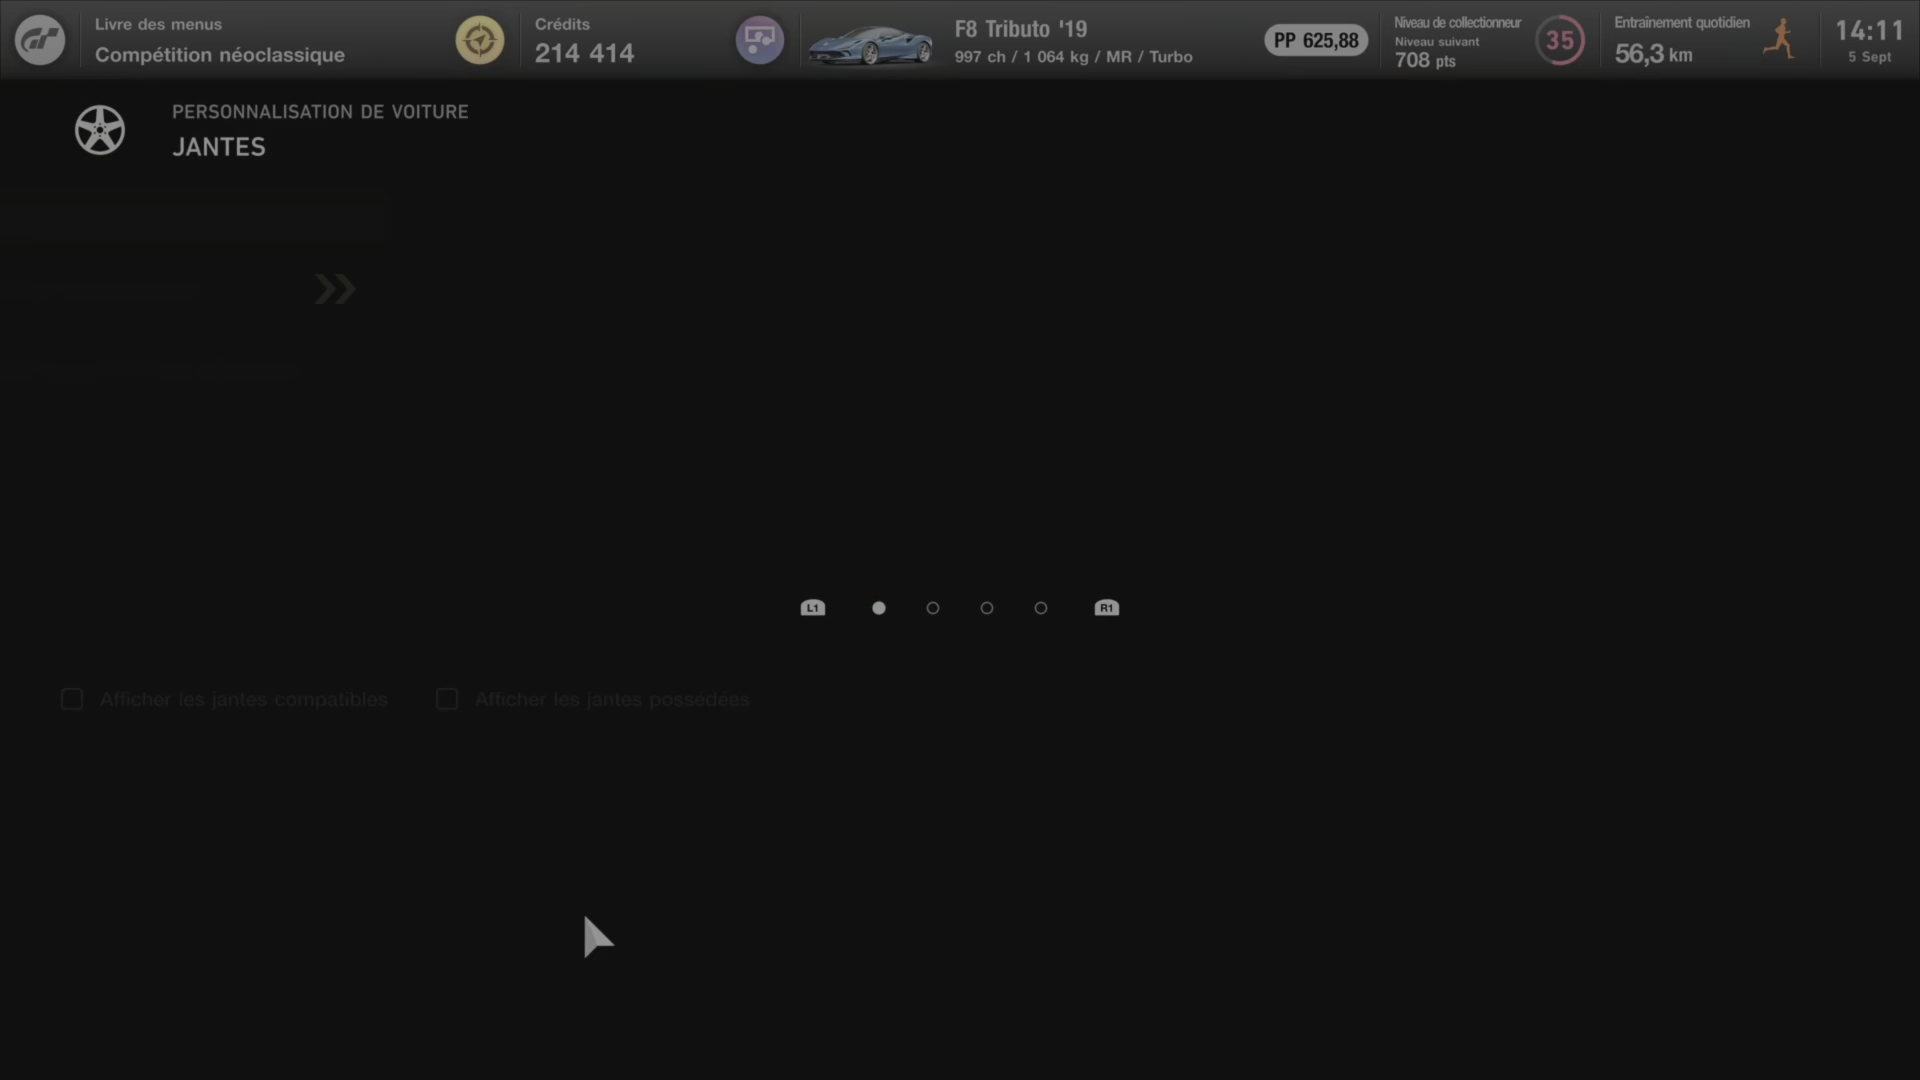 Livre des menus
Compétition néoclassique
Crédits
214 414
F8 Tributo '19
997 ch / 1 064 kg / MR / Turbo
PP 625,88
Niveau de collectionneur
Niveau suivant
708 pts
35
Entraînement quotidien
56,3 km
14:11
5 Sept
PERSONNALISATION DE VOITURE
JANTES
L1
R1
Afficher les jantes compatibles
Afficher les jantes possédées